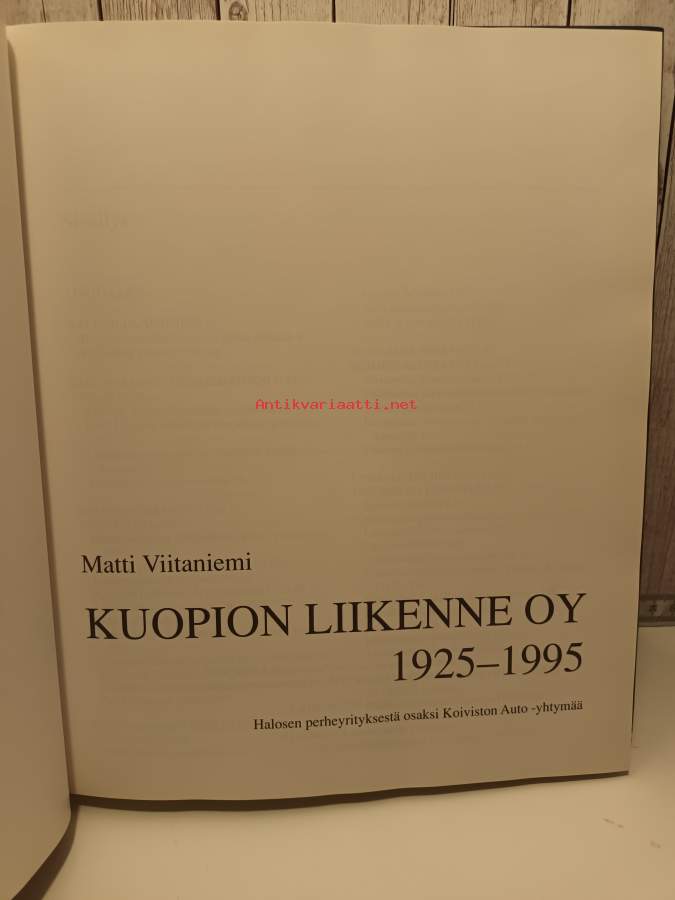 Antikvariaatti.net
Matti Viitaniemi
KUOPION LIIKENNE OY
1925–1995
Halosen perheyrityksestä osaksi Koiviston Auto -yhtymää